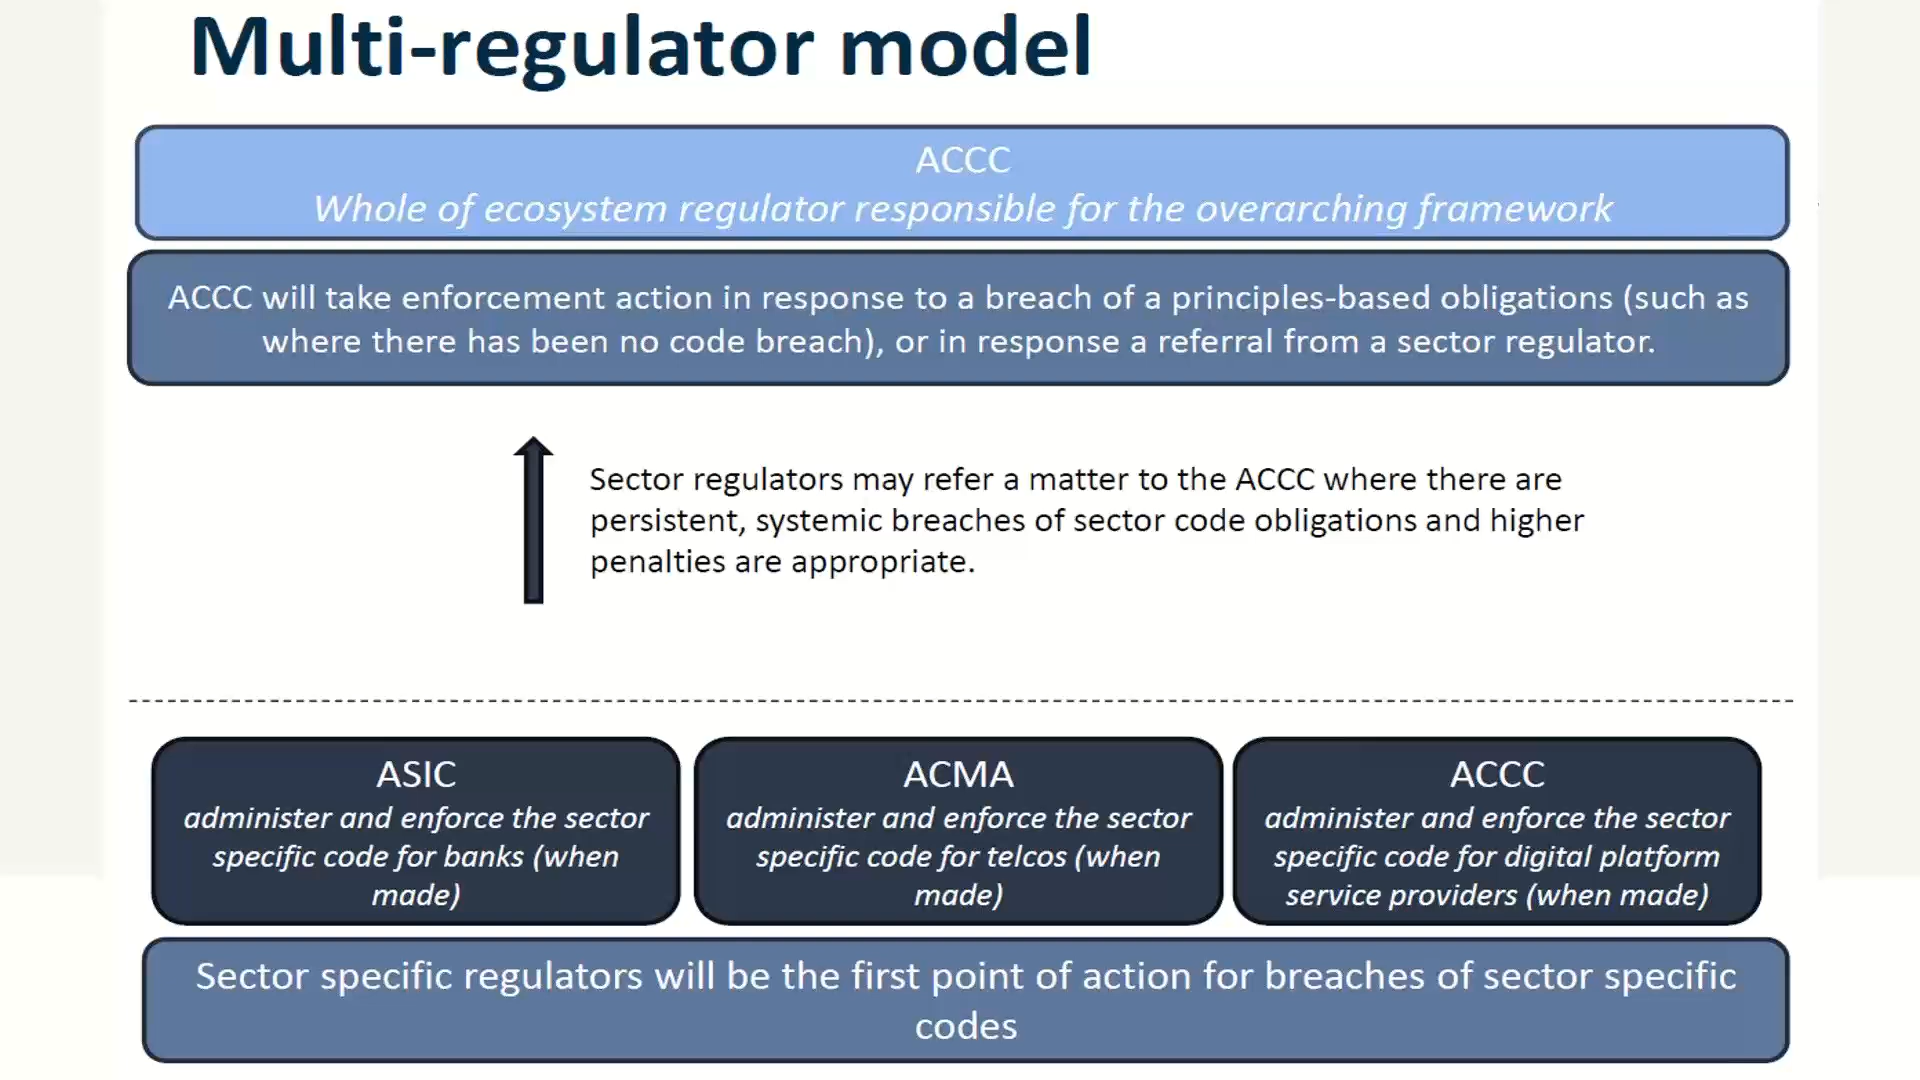 Multi-regulator model
ACCC
Whole of ecosystem regulator responsible for the overarching framework
ACCC will take enforcement action in response to a breach of a principles-based obligations (such as
where there has been no code breach), or in response a referral from a sector regulator.
Sector regulators may refer a matter to the ACCC where there are
persistent, systemic breaches of sector code obligations and higher
penalties are appropriate.
ASIC
administer and enforce the sector
specific code for banks (when
made)
ACMA
administer and enforce the sector
specific code for telcos (when
made)
ACCC
administer and enforce the sector
specific code for digital platform
service providers (when made)
Sector specific regulators will be the first point of action for breaches of sector specific
codes